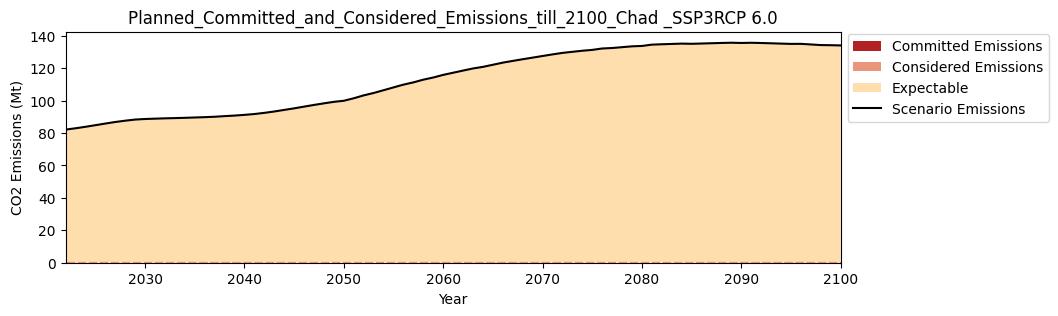 Planned_Committed_and_Considered_Emissions_till_2100_Chad _SSP3RCP 6.0
CO2 Emissions (Mt)
140
120
100
80
60
40
20
0
2030
2040
2050
2060
2070
2080
2090
2100
Year
Committed Emissions
Considered Emissions
Expectable
Scenario Emissions